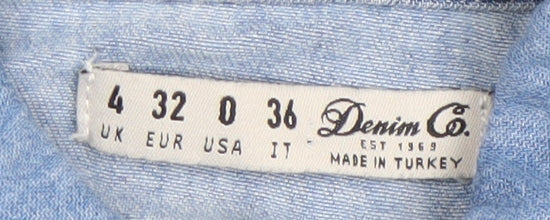 4 32 0 36
UK EUR USA IT
Denim Co.
EST 1969
MADE IN TURKEY